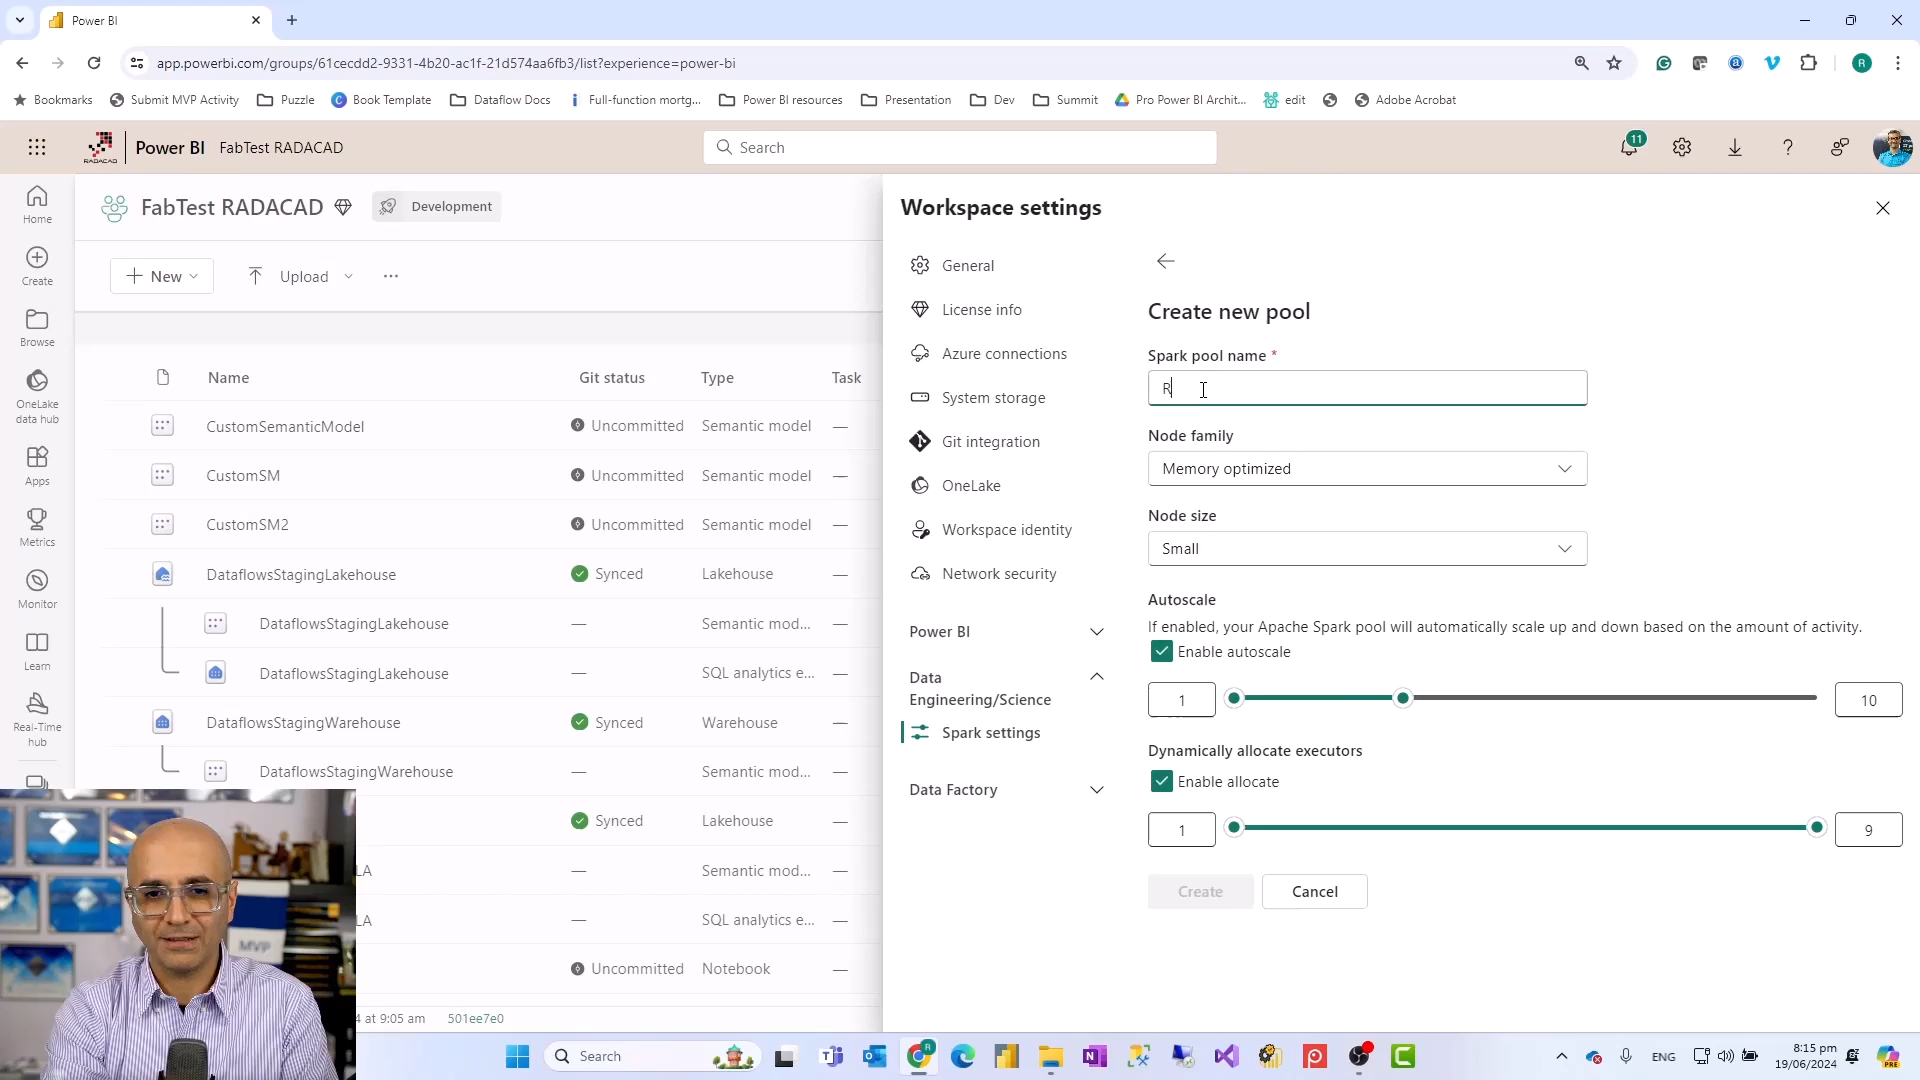 Power BI
app.powerbi.com/groups/61cecdd2-9331-4b20-ac1f-21d574aa6fb3/list?experience=power-bi
Bookmarks Submit MVP Activity Puzzle Book Template Dataflow Docs Full-function mortg... Power BI resources Presentation Dev Summit Pro Power BI Archit... edit Adobe Acrobat
RADACAD Power BI FabTest RADACAD Search 11
Home
Create
Browse
OneLake
data hub
Apps
Metrics
Monitor
Learn
Real-Time
hub
FabTest RADACAD Development
New Upload ...
Name Git status Type Task
CustomSemanticModel Uncommitted Semantic model —
CustomSM Uncommitted Semantic model —
CustomSM2 Uncommitted Semantic model —
DataflowsStagingLakehouse Synced Lakehouse —
DataflowsStagingLakehouse — Semantic mod... —
DataflowsStagingLakehouse — SQL analytics e... —
DataflowsStagingWarehouse Synced Warehouse —
DataflowsStagingWarehouse — Semantic mod... —
Synced Lakehouse —
LA — Semantic mod... —
LA — SQL analytics e... —
Uncommitted Notebook —
4 at 9:05 am 501ee7e0
MVP
Workspace settings
General
License info
Azure connections
System storage
Git integration
OneLake
Workspace identity
Network security
Power BI
Data
Engineering/Science
Spark settings
Data Factory
Create new pool
Spark pool name *
R
Node family
Memory optimized
Node size
Small
Autoscale
If enabled, your Apache Spark pool will automatically scale up and down based on the amount of activity.
Enable autoscale
1 10
Dynamically allocate executors
Enable allocate
1 9
Create Cancel
Search
ENG
8:15 pm
19/06/2024
PRE